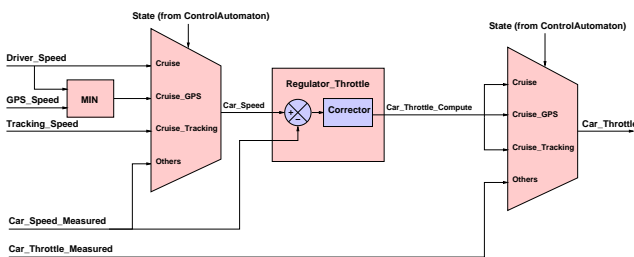 State (from ControlAutomaton)
State (from ControlAutomaton)
Driver_Speed
Cruise
MIN
GPS_Speed
Cruise_GPS
Tracking_Speed
Cruise_Tracking
Others
Car_Speed
Regulator_Throttle
+
−
Corrector
Car_Throttle_Compute
Cruise
Cruise_GPS
Cruise_Tracking
Others
Car_Throttle
Car_Speed_Measured
Car_Throttle_Measured